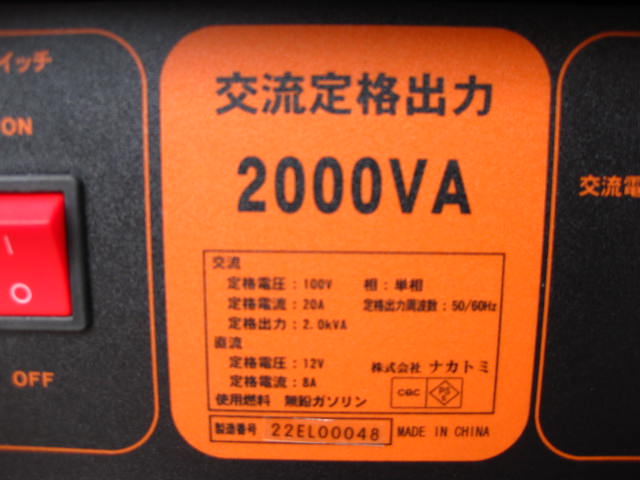 イッチ
ON
OFF
交流定格出力
2000VA
交流
定格電圧:100V 相:単相
定格電流:20A 定格出力周波数:50/60Hz
定格出力:2.0kVA
直流
定格電圧:12V
定格電流:8A
株式会社 ナカトミ
使用燃料 無鉛ガソリン
CGC PS E
製造番号 22EL00048 MADE IN CHINA
交流電